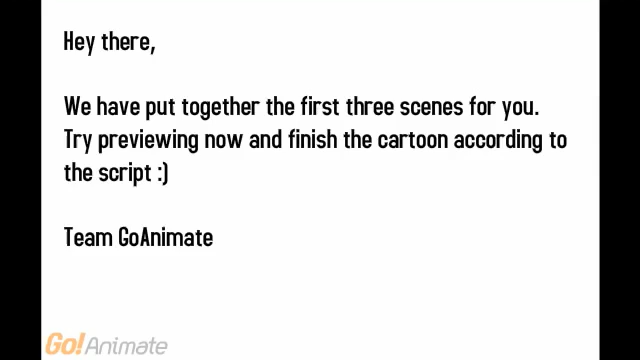 Hey there,
We have put together the first three scenes for you.
Try previewing now and finish the cartoon according to
the script :)
Team GoAnimate
Go!Animate